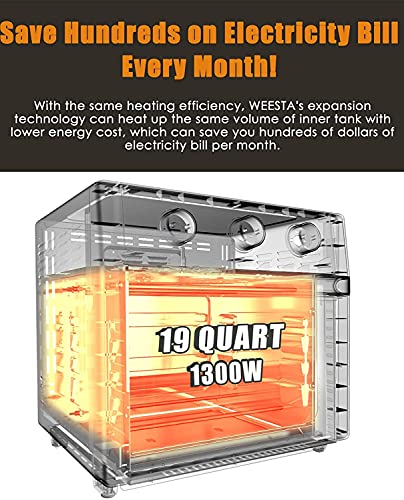 Save Hundreds on Electricity Bill
Every Month!
With the same heating efficiency, WEESTA's expansion
technology can heat up the same volume of inner tank with
lower energy cost, which can save you hundreds of dollars of
electricity bill per month.
19 QUART
1300W